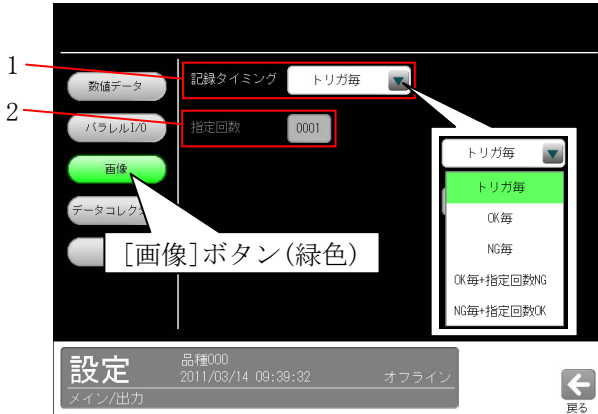 1
記録タイミング トリガ毎
数値データ
2
指定回数 0001
パラレルI/O
画像
データコレク
[画像]ボタン(緑色)
トリガ毎
トリガ毎
OK毎
NG毎
OK毎+指定回数NG
NG毎+指定回数OK
設定
品種000
2011/03/14 09:39:32
オフライン
メイン/出力
戻る